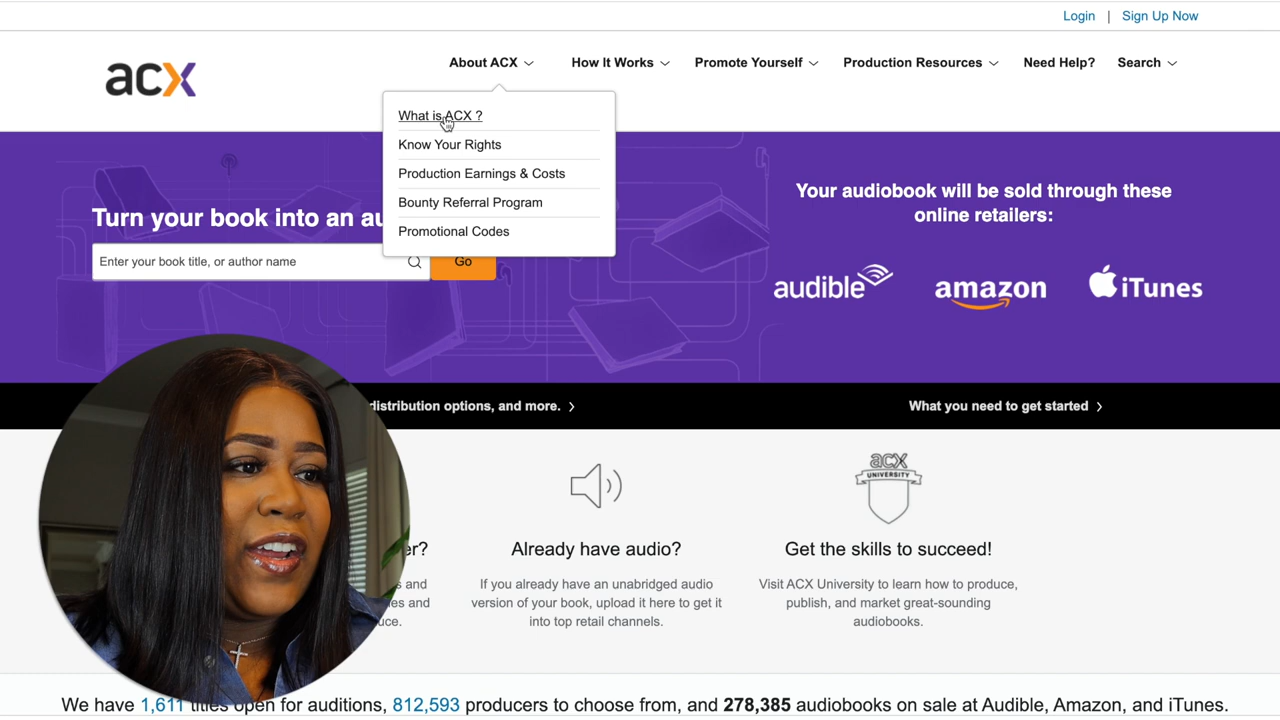 Login | Sign Up Now
acx
About ACX How It Works Promote Yourself Production Resources Need Help? Search
What is ACX ?
Know Your Rights
Production Earnings & Costs
Bounty Referral Program
Promotional Codes
Turn your book into an au
Enter your book title, or author name Go
Your audiobook will be sold through these
online retailers:
audible amazon iTunes
distribution options, and more. >
What you need to get started >
er?
s and
es and
uce.
Already have audio?
If you already have an unabridged audio
version of your book, upload it here to get it
into top retail channels.
acx
UNIVERSITY
Get the skills to succeed!
Visit ACX University to learn how to produce,
publish, and market great-sounding
audiobooks.
We have 1,611 titles open for auditions, 812,593 producers to choose from, and 278,385 audiobooks on sale at Audible, Amazon, and iTunes.